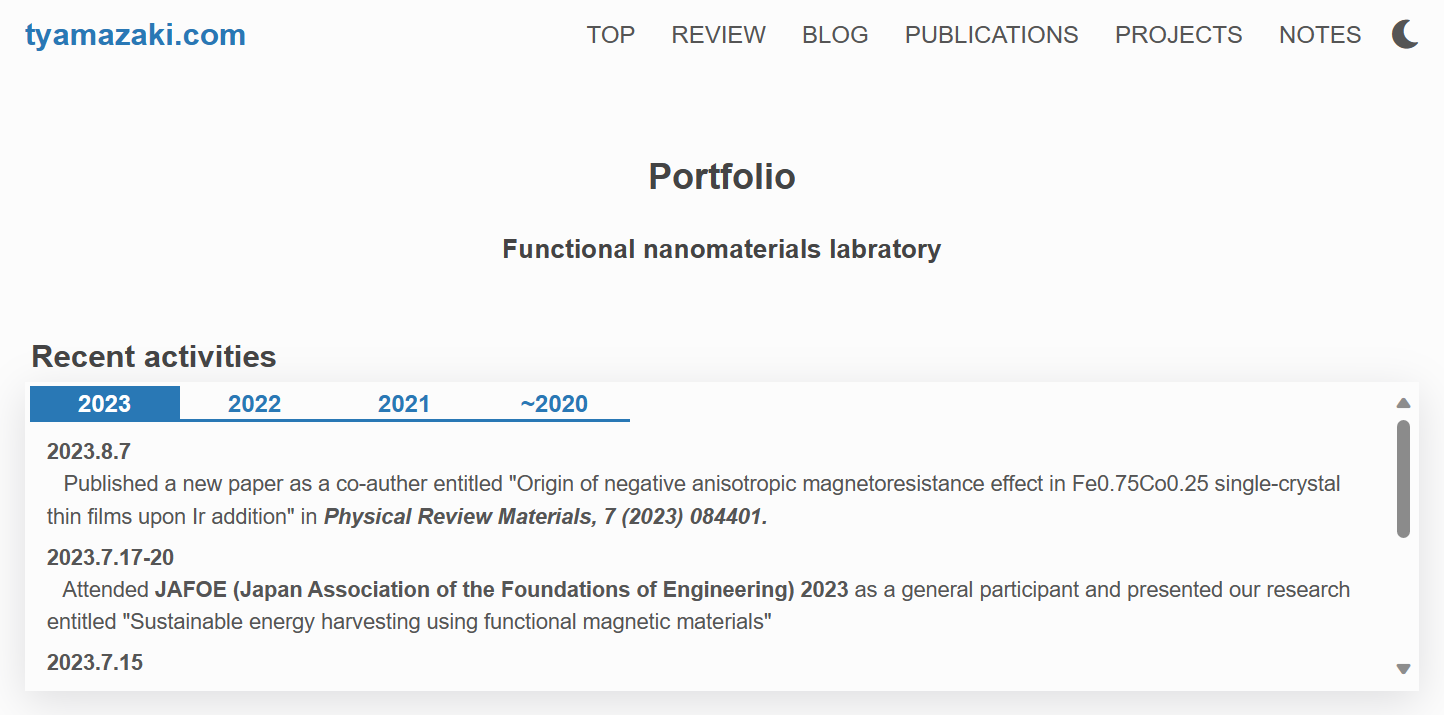 tyamazaki.com TOP REVIEW BLOG PUBLICATIONS PROJECTS NOTES
Portfolio
Functional nanomaterials labratory
Recent activities
2023 2022 2021 ~2020
2023.8.7
Published a new paper as a co-auther entitled "Origin of negative anisotropic magnetoresistance effect in Fe0.75Co0.25 single-crystal
thin films upon Ir addition" in Physical Review Materials, 7 (2023) 084401.
2023.7.17-20
Attended JAFOE (Japan Association of the Foundations of Engineering) 2023 as a general participant and presented our research
entitled "Sustainable energy harvesting using functional magnetic materials"
2023.7.15